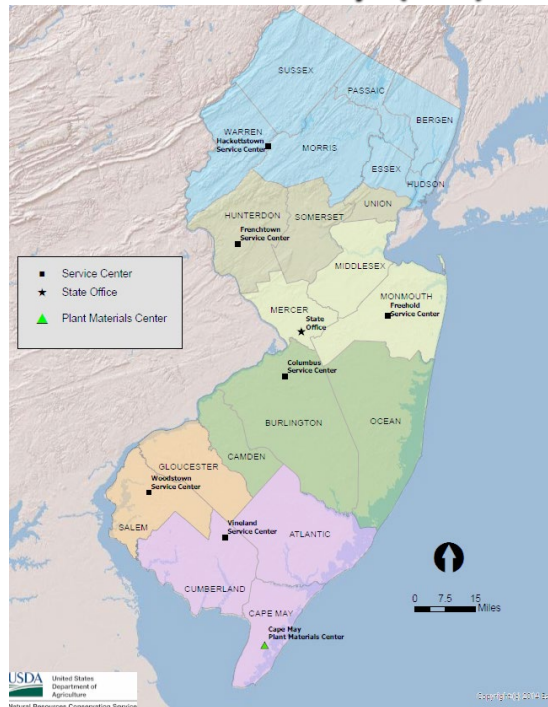 SUSSEX
PASSAIC
BERGEN
WARREN
Hackettstown
Service Center
MORRIS
ESSEX
HUDSON
UNION
HUNTERDON
SOMERSET
Frenchtown
Service Center
MIDDLESEX
Service Center
State Office
Plant Materials Center
MERCER
State
Office
MONMOUTH
Freehold
Service Center
Columbus
Service Center
BURLINGTON
OCEAN
CAMDEN
GLOUCESTER
Woodstown
Service Center
SALEM
Vineland
Service Center
ATLANTIC
CUMBERLAND
CAPE MAY
Cape May
Plant Materials Center
0 7.5 15
Miles
USDA
United States
Department of
Agriculture
Natural Resources Conservation Service
Copyright:(c) 2014